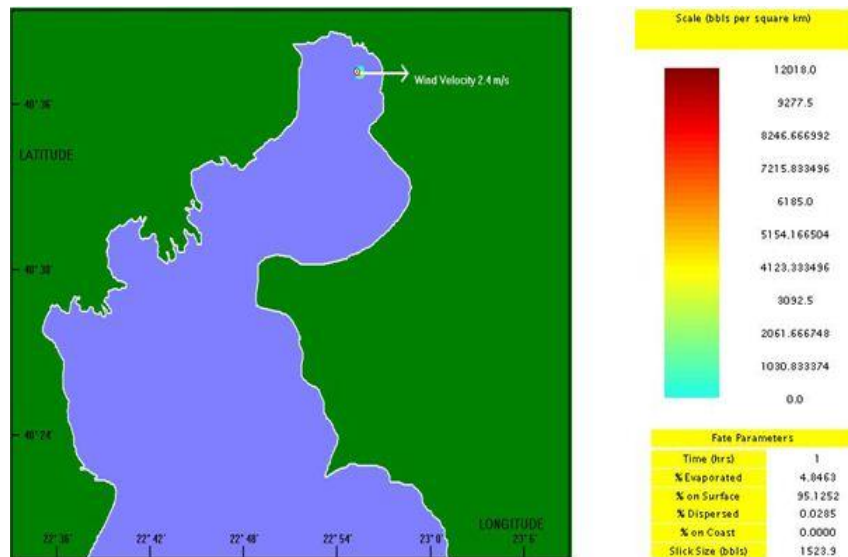 Scale (bbls per square km)
12018.0
9277.5
8246.666992
7215.833496
6185.0
5154.166504
4123.333496
3092.5
2061.666748
1030.833374
0.0
Wind Velocity 2.4 m/s
40° 36'
LATITUDE
40° 30'
40° 24'
LONGITUDE
22° 36' 22° 42' 22° 48' 22° 54' 23° 0' 23° 6'
Fate Parameters
Time (hrs) 1
% Evaporated 4.8463
% on Surface 95.1252
% Dispersed 0.0285
% on Coast 0.0000
Slick Size (bbls) 1523.9